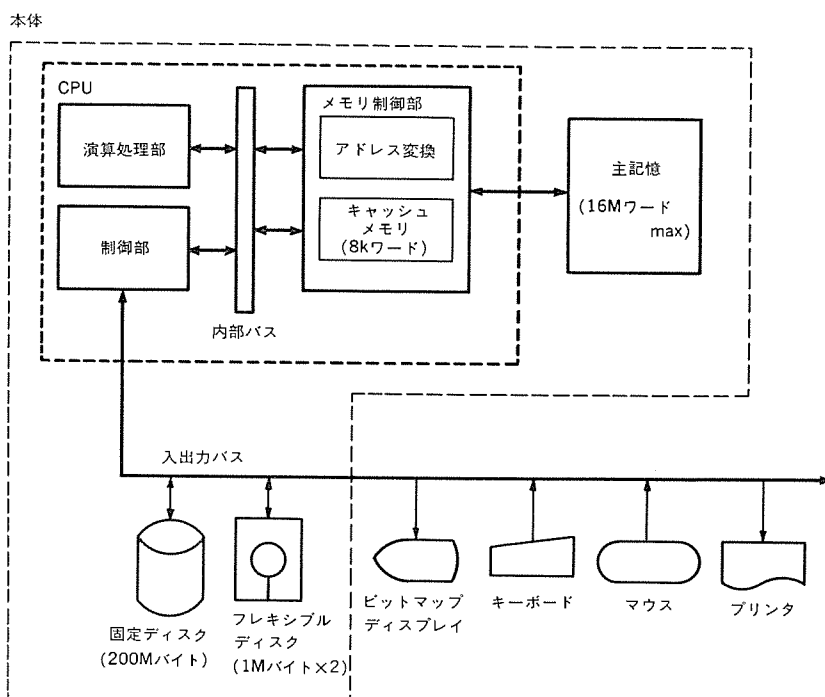 本体
CPU
演算処理部
制御部
内部バス
メモリ制御部
アドレス変換
キャッシュ
メモリ
(8kワード)
主記憶
(16Mワード
max)
入出力バス
固定ディスク
(200Mバイト)
フレキシブル
ディスク
(1Mバイト×2)
ビットマップ
ディスプレイ
キーボード
マウス
プリンタ